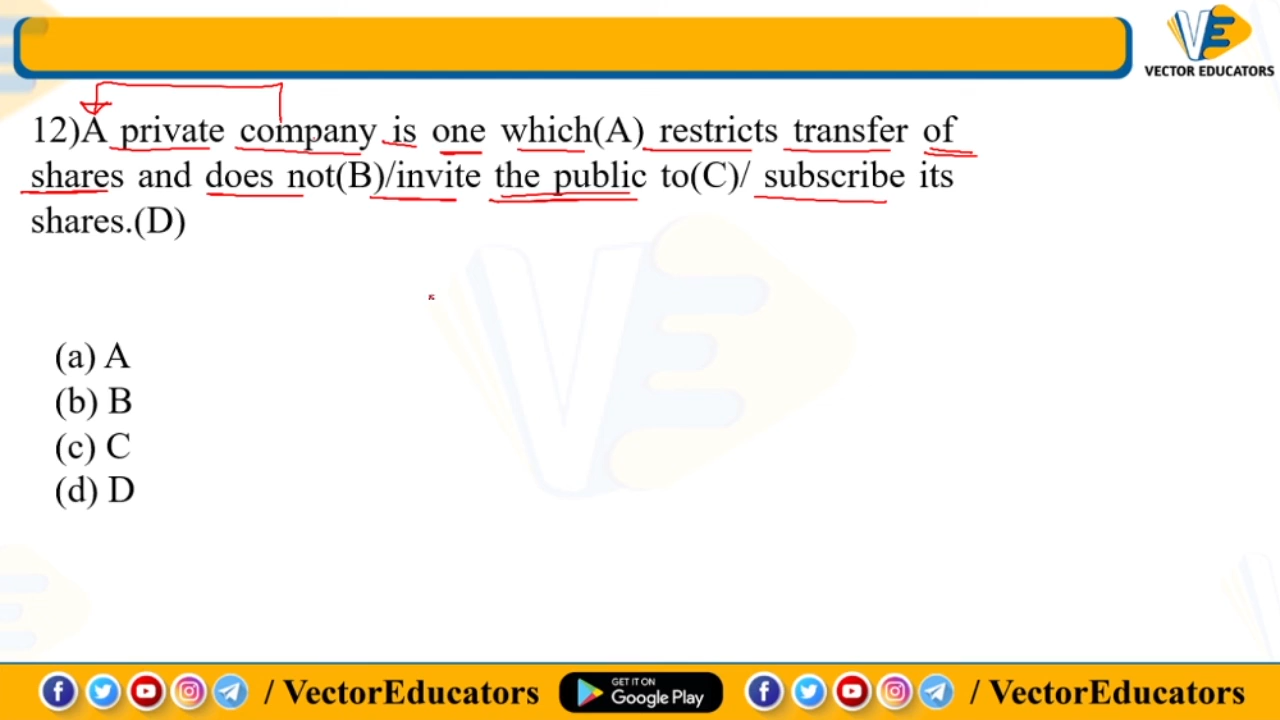 VE
VECTOR EDUCATORS
12)A private company is one which(A) restricts transfer of
shares and does not(B)/invite the public to(C)/ subscribe its
shares.(D)
(a) A
(b) B
(c) C
(d) D
/ VectorEducators
GET IT ON
Google Play
/ VectorEducators